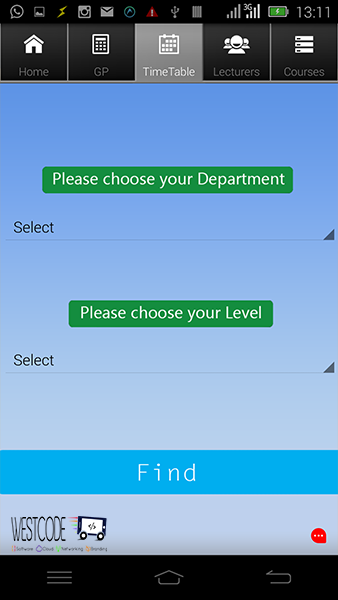 3G
13:11
Home
GP
TimeTable
Lecturers
Courses
Please choose your Department
Select
Please choose your Level
Select
Find
WESTCODE
Software Cloud Networking Branding